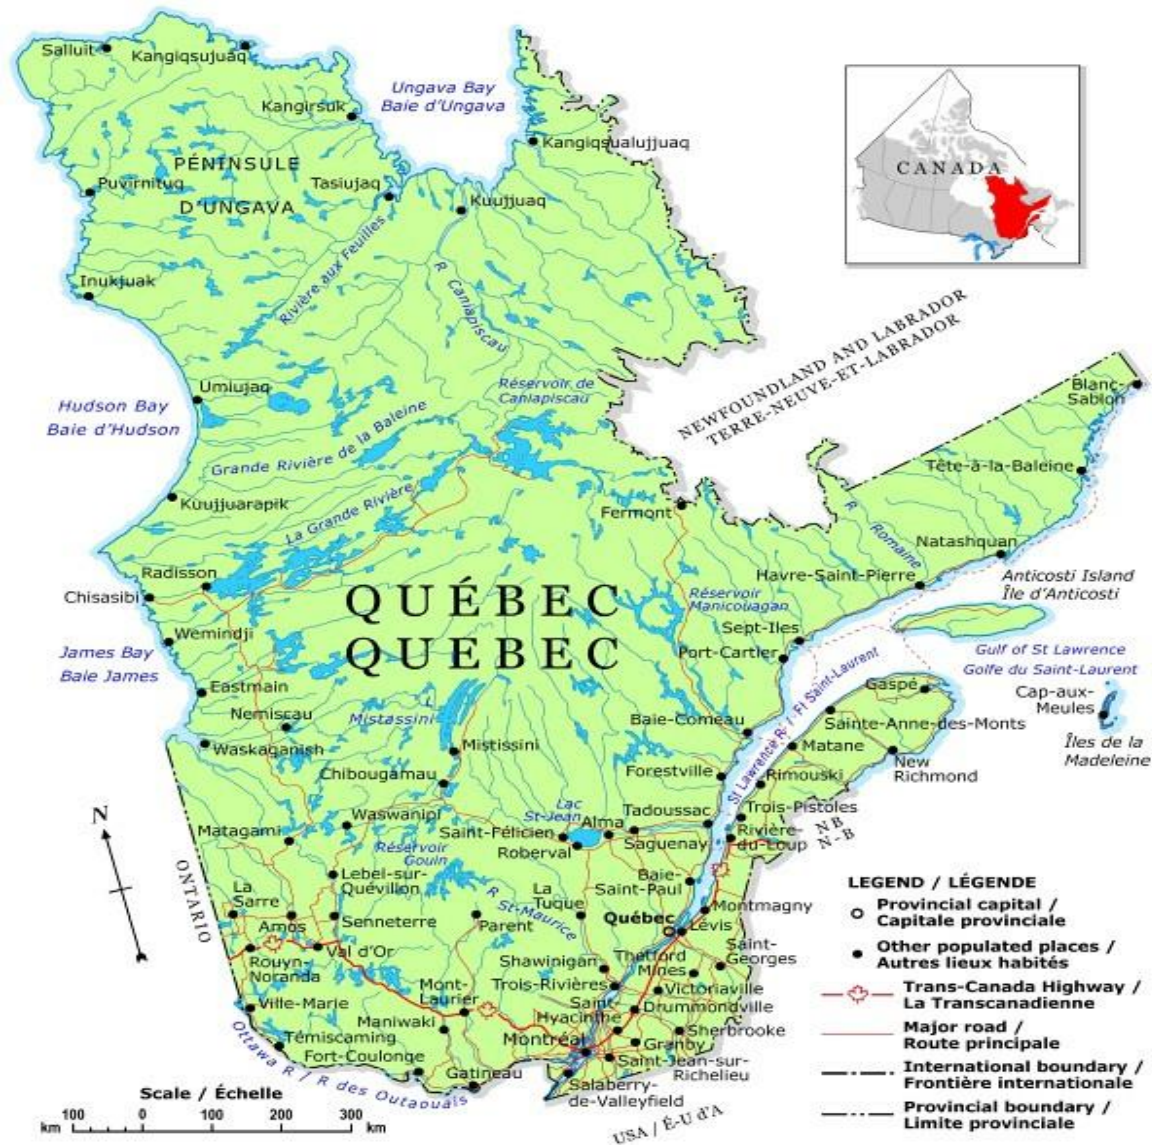 Salluit
Kangiqsujuaq
Ungava Bay
Baie d'Ungava
Kangirsuk
Kangiqsualujjuaq
PÉNINSULE
D'UNGAVA
Puvirnituq
Tasiujaq
Kuujjuaq
CANADA
Inukjuak
Rivière aux Feuilles
R Caniapiscau
NEWFOUNDLAND AND LABRADOR
TERRE-NEUVE-ET-LABRADOR
Umiujaq
Hudson Bay
Baie d'Hudson
Réservoir de
Caniapiscau
Grande Rivière de la Baleine
Blanc-
Sablon
Tête-à-la-Baleine
Kuujjuarapik
La Grande Rivière
Fermont
R Romaine
Natashquan
Radisson
Chisasibi
Havre-Saint-Pierre
Anticosti Island
Île d'Anticosti
QUÉBEC
QUEBEC
Réservoir
Manicouagan
Wemindji
Sept-Iles
Port-Cartier
James Bay
Baie James
Gulf of St Lawrence
Golfe du Saint-Laurent
St Lawrence R. / Fl Saint-Laurent
Gaspé
Cap-aux-
Meules
Eastmain
Nemiscau
L
Mistassini
Baie-Comeau
Sainte-Anne-des-Monts
Îles de la
Madeleine
Waskaganish
Mistissini
Matane
New
Richmond
Chibougamau
Forestville
Rimouski
Waswanipi
Lac
St-Jean
Tadoussac
Trois-Pistoles
N
Matagami
Saint-Félicien
Alma
Saguenay
Rivière-
du-Loup
NB
N-B
Roberval
Réservoir
Gouin
ONTARIO
Lebel-sur-
Quévillon
La
Sarre
Amos
Senneterre
R St-Maurice
Parent
La
Tuque
Baie-
Saint-Paul
Québec
Montmagny
Lévis
Rouyn-
Noranda
Val d'Or
Shawinigan
Thetford
Mines
Saint-
Georges
Ville-Marie
Mont-
Laurier
Trois-Rivières
Victoriaville
Drummondville
Témiscaming
Maniwaki
Saint-
Hyacinthe
Sherbrooke
Fort-Coulonge
Montréal
Granby
Gatineau
Saint-Jean-sur-
Richelieu
Salaberry-
de-Valleyfield
Ottawa R / R des Outaouais
USA / É-U d'A
Scale / Échelle
100 0 100 200 300
km km
LEGEND / LÉGENDE
Provincial capital /
Capitale provinciale
Other populated places /
Autres lieux habités
Trans-Canada Highway /
La Transcanadienne
Major road /
Route principale
International boundary /
Frontière internationale
Provincial boundary /
Limite provinciale